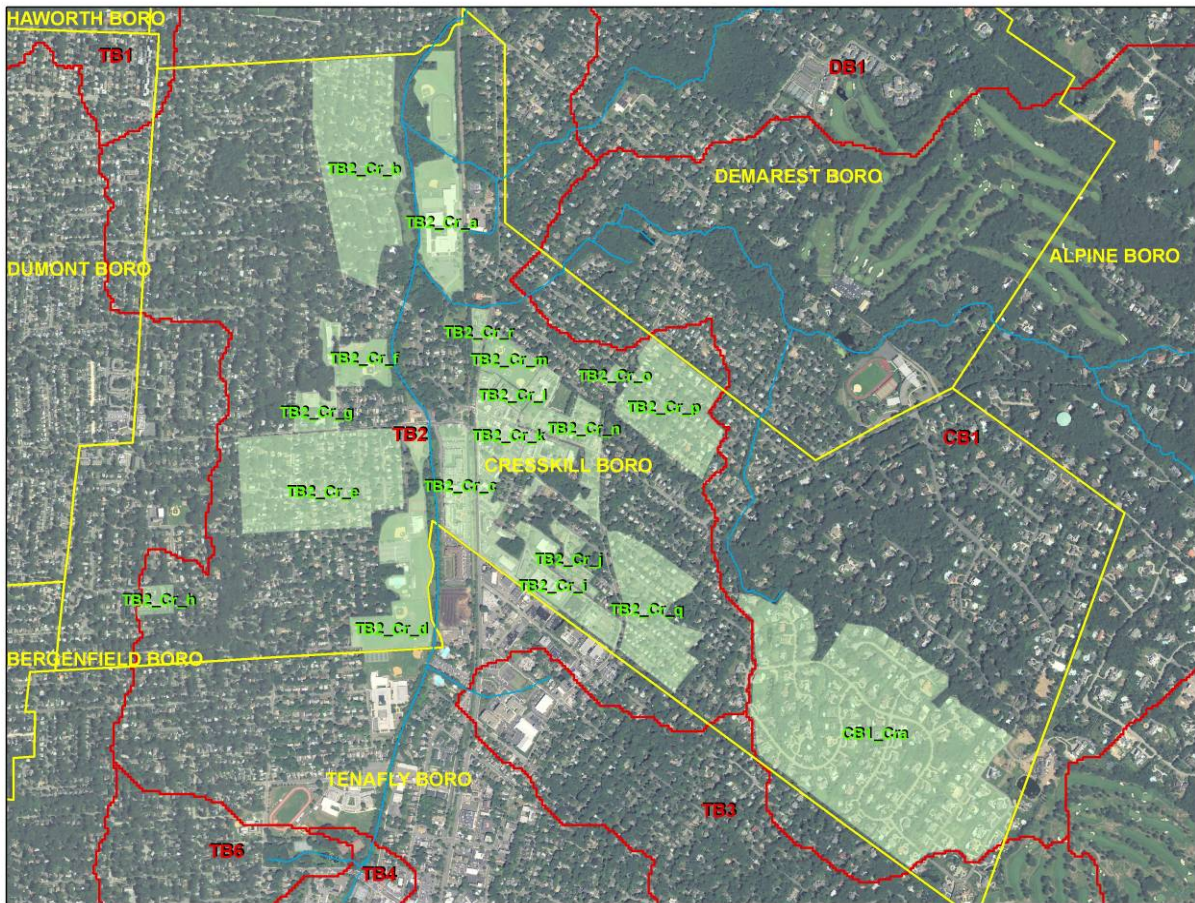 HAWORTH BORO
TB1
DB1
TB2_Cr_b
DEMAREST BORO
TB2_Cr_a
ALPINE BORO
DUMONT BORO
TB2_Cr_r
TB2_Cr_f
TB2_Cr_m
TB2_Cr_o
TB2_Cr_l
TB2_Cr_p
TB2_Cr_g
TB2
TB2_Cr_k
TB2_Cr_n
CB1
CRESSKILL BORO
TB2_Cr_c
TB2_Cr_e
TB2_Cr_j
TB2_Cr_i
TB2_Cr_h
TB2_Cr_q
TB2_Cr_d
BERGENFIELD BORO
CB1_Cra
TENAFLY BORO
TB3
TB6
TB4